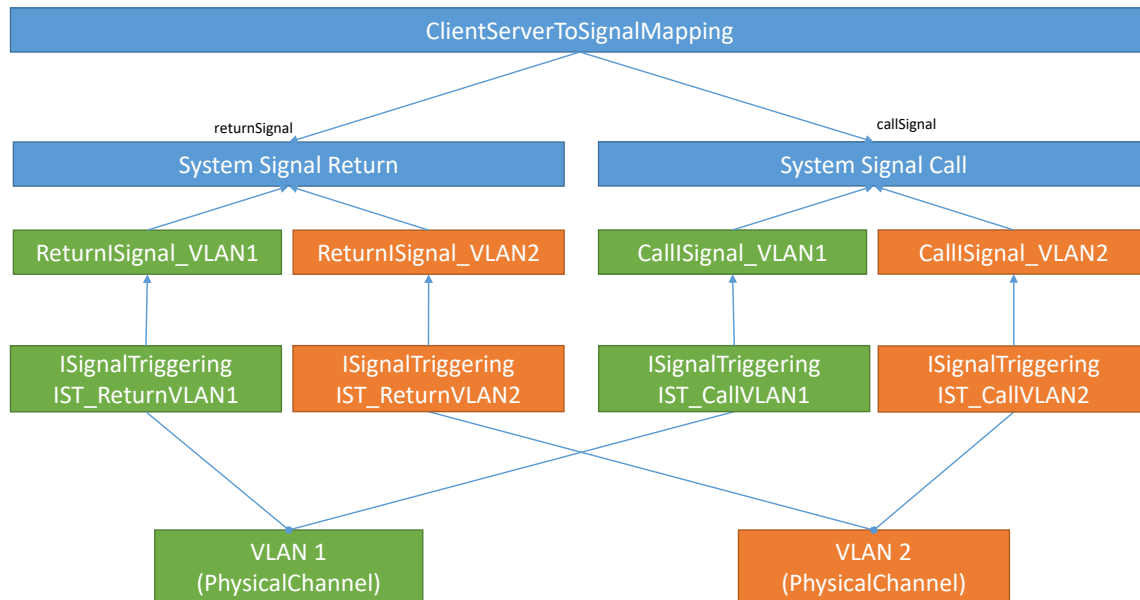 ClientServerToSignalMapping
returnSignal
callSignal
System Signal Return
System Signal Call
ReturnISignal_VLAN1
ReturnISignal_VLAN2
CallISignal_VLAN1
CallISignal_VLAN2
ISignalTriggering
IST_ReturnVLAN1
ISignalTriggering
IST_ReturnVLAN2
ISignalTriggering
IST_CallVLAN1
ISignalTriggering
IST_CallVLAN2
VLAN 1
(PhysicalChannel)
VLAN 2
(PhysicalChannel)